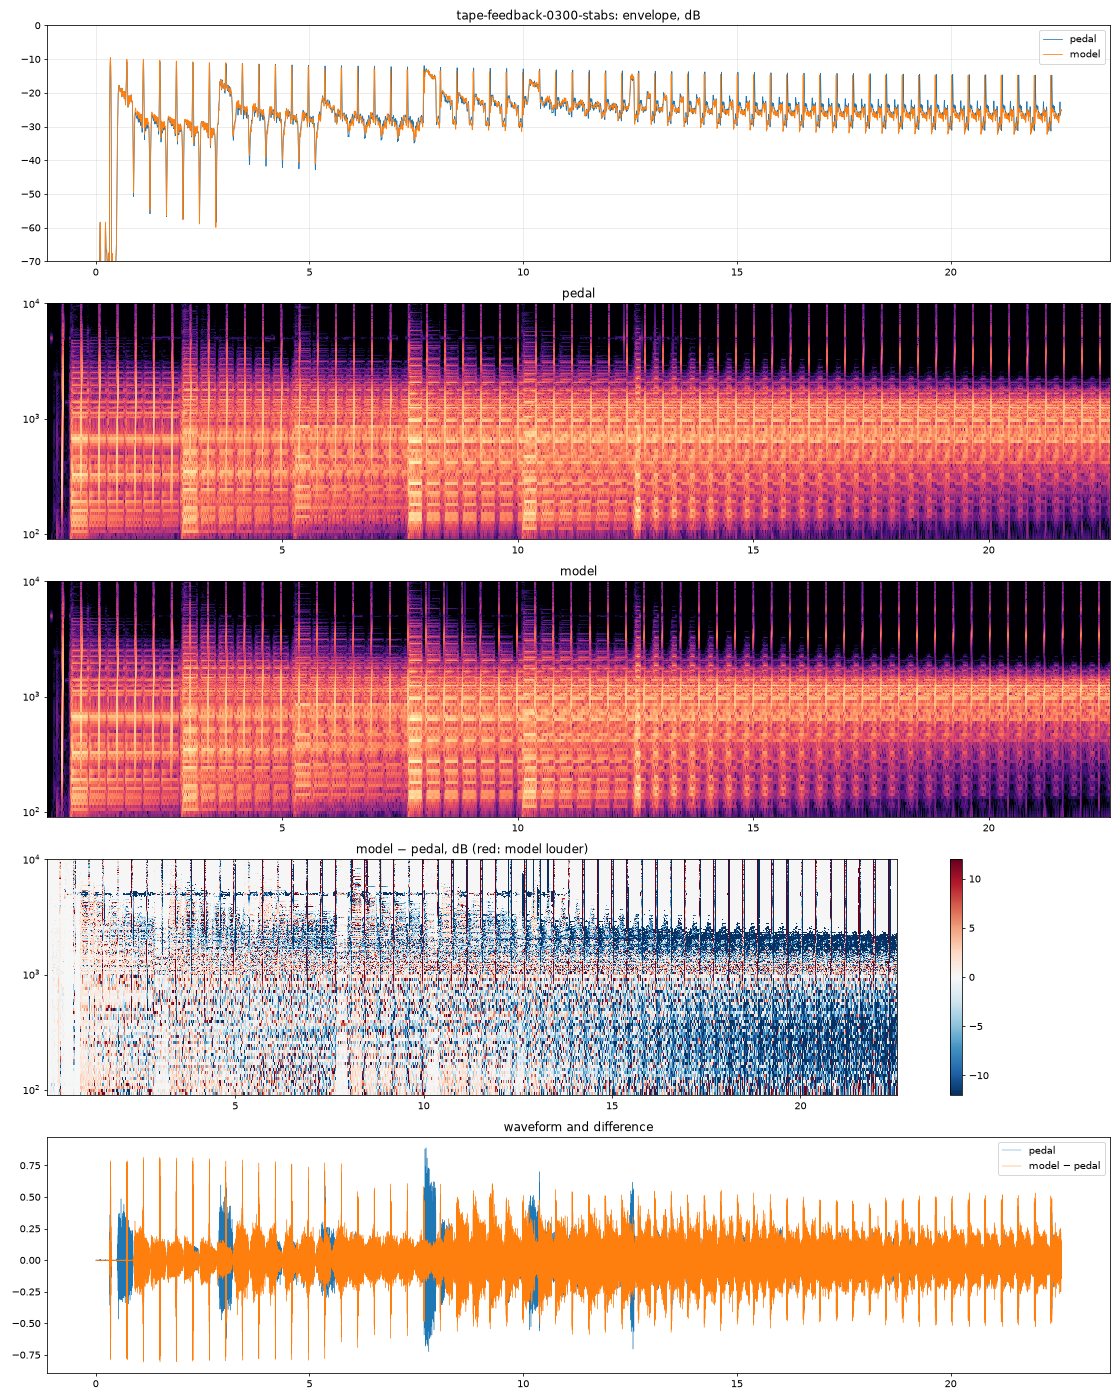 tape-feedback-0300-stabs: envelope, dB
0
−10
−20
−30
−40
−50
−60
−70
pedal
model
0 5 10 15 20
pedal
10⁴
10³
10²
5 10 15 20
model
10⁴
10³
10²
5 10 15 20
model − pedal, dB (red: model louder)
10⁴
10³
10²
5 10 15 20
10
5
0
−5
−10
waveform and difference
0.75
0.50
0.25
0.00
−0.25
−0.50
−0.75
pedal
model − pedal
0 5 10 15 20